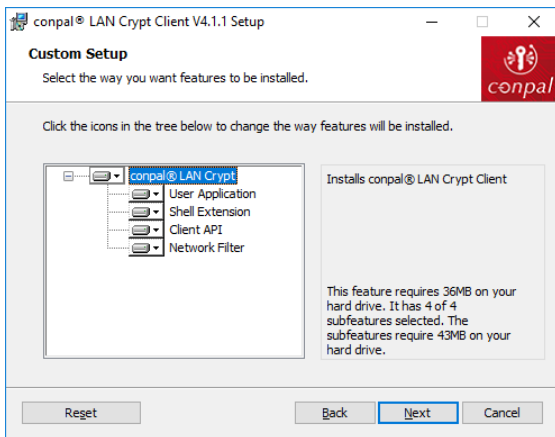 conpal® LAN Crypt Client V4.1.1 Setup
Custom Setup
Select the way you want features to be installed.
conpal
Click the icons in the tree below to change the way features will be installed.
conpal® LAN Crypt
User Application
Shell Extension
Client API
Network Filter
Installs conpal® LAN Crypt Client
This feature requires 36MB on your
hard drive. It has 4 of 4
subfeatures selected. The
subfeatures require 43MB on your
hard drive.
Reset
Back
Next
Cancel